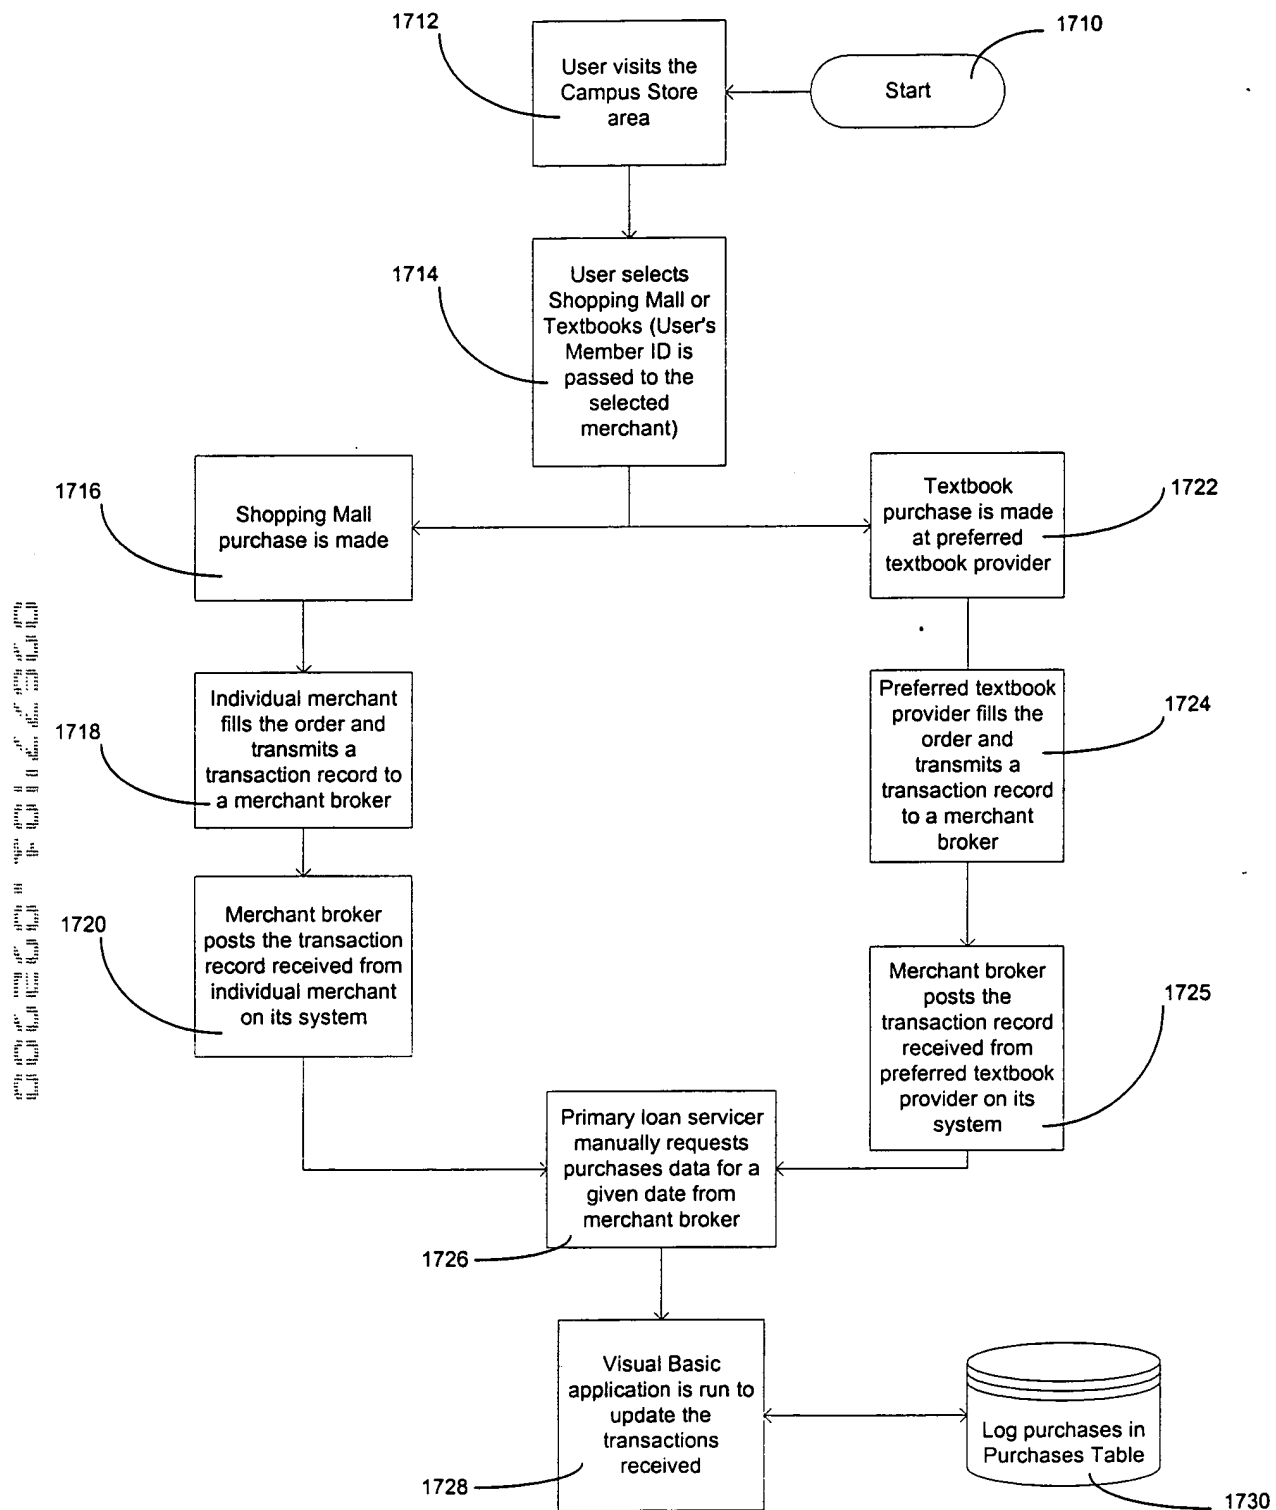 1712
1710
User visits the
Campus Store
area
Start
1714
User selects
Shopping Mall or
Textbooks (User's
Member ID is
passed to the
selected
merchant)
1716
Shopping Mall
purchase is made
Textbook
purchase is made
at preferred
textbook provider
1722
1718
Individual merchant
fills the order and
transmits a
transaction record to
a merchant broker
Preferred textbook
provider fills the
order and
transmits a
transaction record
to a merchant
broker
1724
1720
Merchant broker
posts the transaction
record received from
individual merchant
on its system
Merchant broker
posts the
transaction record
received from
preferred textbook
provider on its
system
1725
Primary loan servicer
manually requests
purchases data for a
given date from
merchant broker
1726
Visual Basic
application is run to
update the
transactions
received
1728
Log purchases in
Purchases Table
1730